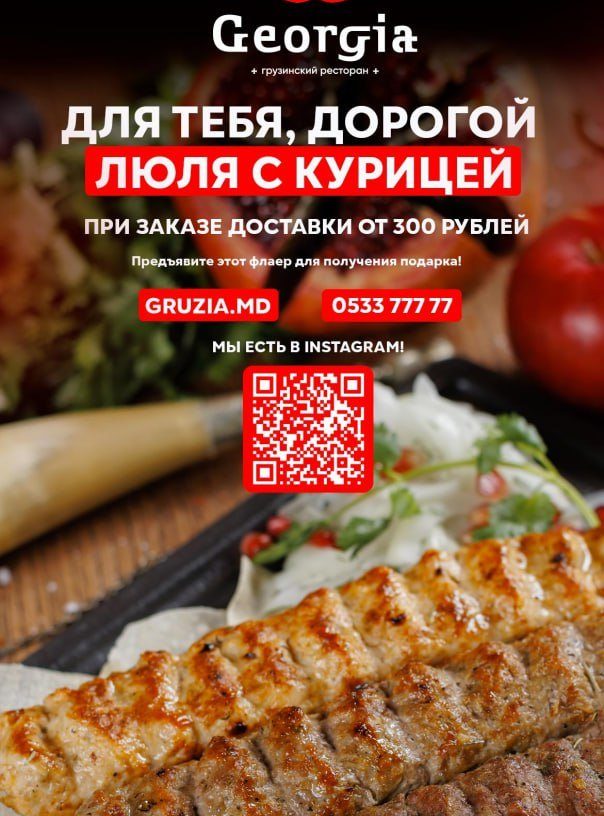 Georgia
+ грузинский ресторан +
ДЛЯ ТЕБЯ, ДОРОГОЙ
ЛЮЛЯ С КУРИЦЕЙ
ПРИ ЗАКАЗЕ ДОСТАВКИ ОТ 300 РУБЛЕЙ
Предъявите этот флаер для получения подарка!
GRUZIA.MD 0533 777 77
МЫ ЕСТЬ В INSTAGRAM!